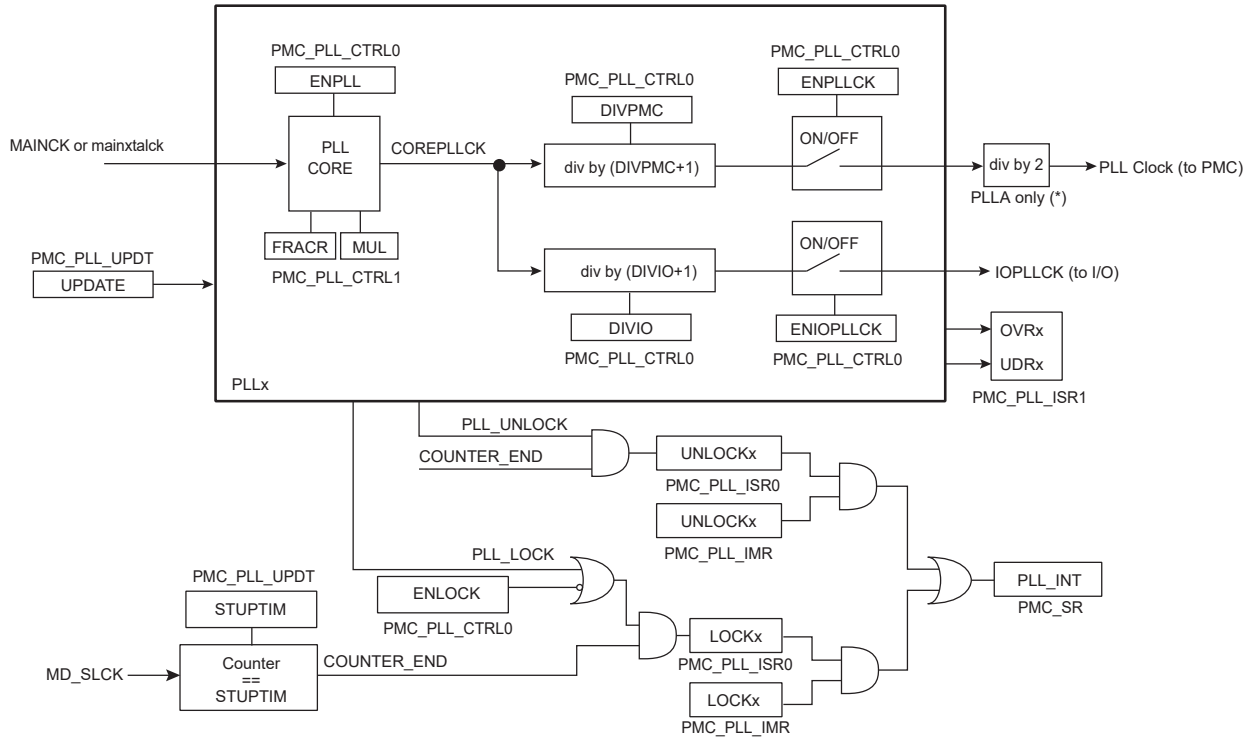 PMC_PLL_CTRL0
ENPLL
PMC_PLL_CTRL0
DIVPMC
PMC_PLL_CTRL0
ENPLLCK
MAINCK or mainxtalck
PLL
CORE
COREPLLCK
div by (DIVPMC+1)
ON/OFF
div by 2
PLL Clock (to PMC)
PLLA only (*)
FRACR
MUL
PMC_PLL_CTRL1
PMC_PLL_UPDT
UPDATE
div by (DIVIO+1)
ON/OFF
IOPLLCK (to I/O)
DIVIO
PMC_PLL_CTRL0
ENIOPLLCK
PMC_PLL_CTRL0
OVRx
UDRx
PMC_PLL_ISR1
PLLx
PLL_UNLOCK
COUNTER_END
UNLOCKx
PMC_PLL_ISR0
UNLOCKx
PMC_PLL_IMR
PLL_LOCK
ENLOCK
PMC_PLL_CTRL0
PLL_INT
PMC_SR
PMC_PLL_UPDT
STUPTIM
MD_SLCK
Counter
==
STUPTIM
COUNTER_END
LOCKx
PMC_PLL_ISR0
LOCKx
PMC_PLL_IMR